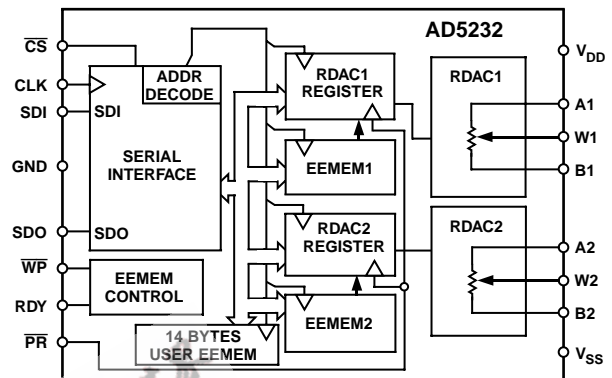 AD5232
CS
CLK
SDI
GND
SDO
WP
RDY
PR
ADDR
DECODE
SDI
SERIAL
INTERFACE
SDO
EEMEM
CONTROL
14 BYTES
USER EEMEM
RDAC1
REGISTER
EEMEM1
RDAC2
REGISTER
EEMEM2
RDAC1
RDAC2
VDD
A1
W1
B1
A2
W2
B2
VSS